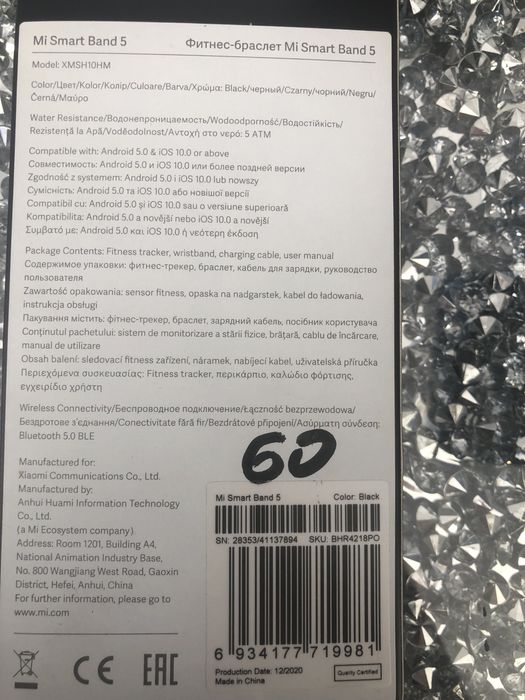 Mi Smart Band 5
Фитнес-браслет Mi Smart Band 5
Model: XMSH10HM
Color/Цвет/Kolor/Колір/Culoare/Barva/Χρώμα: Black/черный/Czarny/чорний/Negru/
Černá/Μαύρο
Water Resistance/Водонепроницаемость/Wodoodporność/Водостійкість/
Rezistență la Apă/Voděodolnost/Αντοχή στο νερό: 5 ATM
Compatible with: Android 5.0 & iOS 10.0 or above
Совместимость: Android 5.0 и iOS 10.0 или более поздней версии
Zgodność z systemem: Android 5.0 i iOS 10.0 lub nowszy
Сумісність: Android 5.0 та iOS 10.0 або новішої версії
Compatibil cu: Android 5.0 și iOS 10.0 sau o versiune superioară
Kompatibilita: Android 5.0 a novější nebo iOS 10.0 a novější
Συμβατό με: Android 5.0 και iOS 10.0 ή νεότερη έκδοση
Package Contents: Fitness tracker, wristband, charging cable, user manual
Содержимое упаковки: фитнес-трекер, браслет, кабель для зарядки, руководство
пользователя
Zawartość opakowania: sensor fitness, opaska na nadgarstek, kabel do ładowania,
instrukcja obsługi
Пакування містить: фітнес-трекер, браслет, зарядний кабель, посібник користувача
Conținutul pachetului: sistem de monitorizare a stării fizice, brățară, cablu de încărcare,
manual de utilizare
Obsah balení: sledovací fitness zařízení, náramek, nabíjecí kabel, uživatelská příručka
Περιεχόμενα συσκευασίας: Fitness tracker, περικάρπιο, καλώδιο φόρτισης,
εγχειρίδιο χρήστη
Wireless Connectivity/Беспроводное подключение/Łączność bezprzewodowa/
Бездротове з'єднання/Conectivitate fără fir/Bezdrátové připojení/Ασύρματη σύνδεση:
Bluetooth 5.0 BLE
60
Manufactured for:
Xiaomi Communications Co., Ltd.
Manufactured by:
Anhui Huami Information Technology
Co., Ltd.
(a Mi Ecosystem company)
Address: Room 1201, Building A4,
National Animation Industry Base,
No. 800 Wangjiang West Road, Gaoxin
District, Hefei, Anhui, China
For further information, please go to
www.mi.com
CE EAC
Mi Smart Band 5 Color: Black
SN: 28353/41137894 SKU: BHR4218PO
6 934177 719981
Production Date: 12/2020
Made in China
Quality Certified